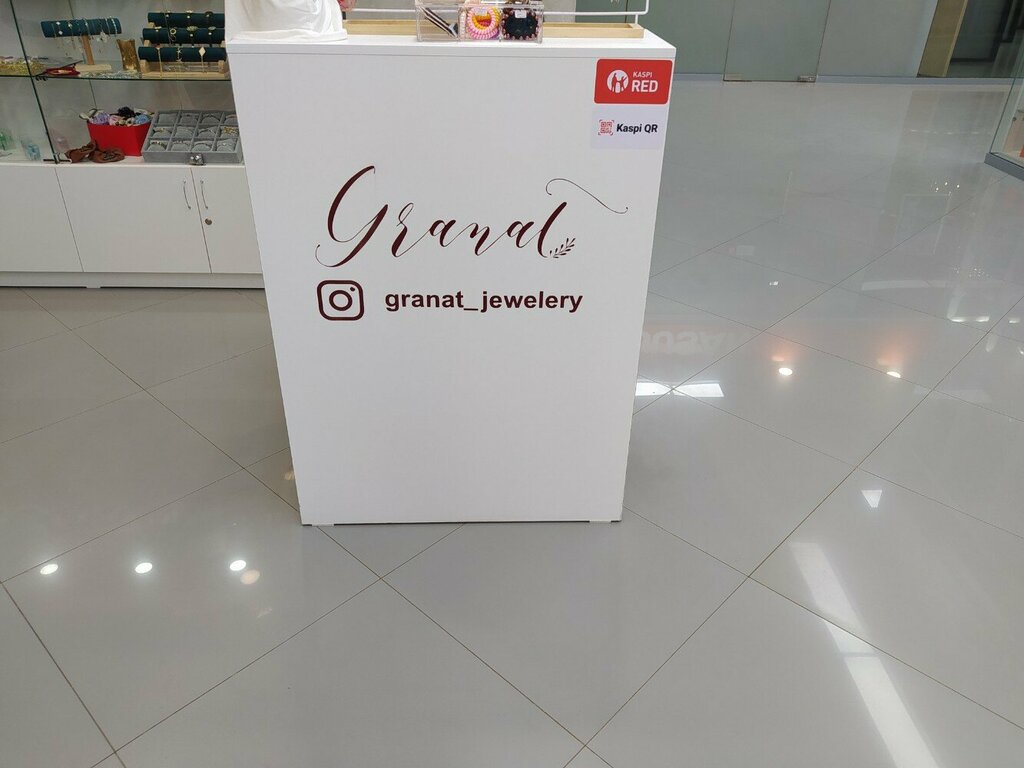 KASPI
RED
Kaspi QR
Granat
granat_jewelery